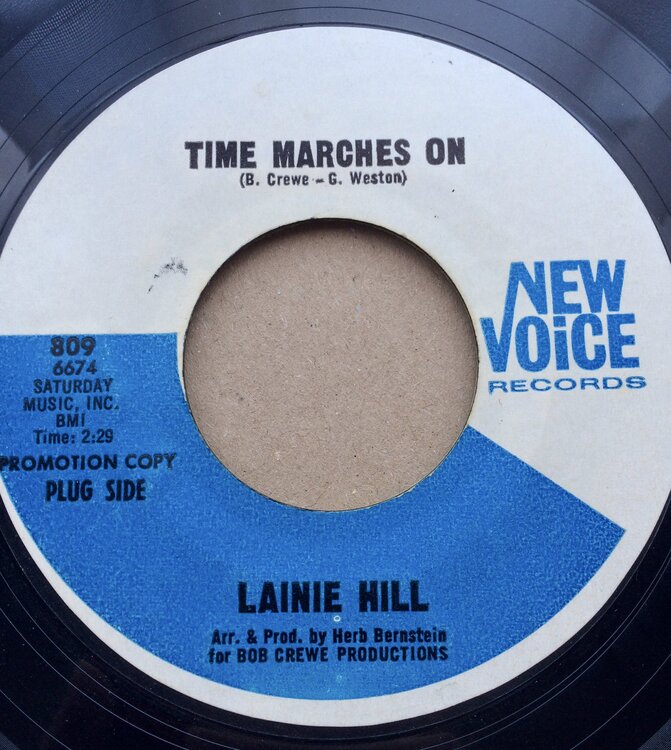 TIME MARCHES ON
(B. Crewe - G. Weston)
NEW
VOiCE
RECORDS
809
6674
SATURDAY
MUSIC, INC.
BMI
Time: 2:29
PROMOTION COPY
PLUG SIDE
LAINIE HILL
Arr. & Prod. by Herb Bernstein
for BOB CREWE PRODUCTIONS